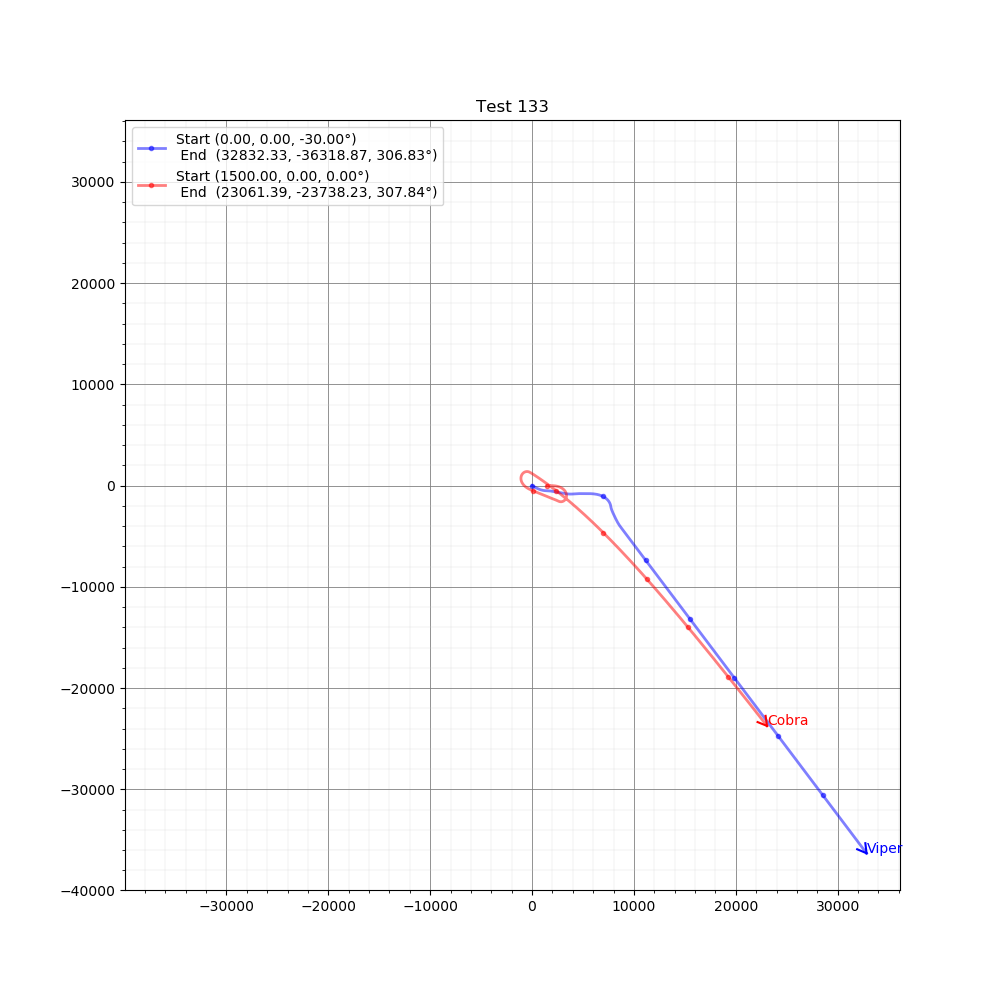 Test 133
Start (0.00, 0.00, -30.00°)
End (32832.33, -36318.87, 306.83°)
Start (1500.00, 0.00, 0.00°)
End (23061.39, -23738.23, 307.84°)
30000
20000
10000
0
−10000
−20000
−30000
−40000
Cobra
Viper
−30000
−20000
−10000
0
10000
20000
30000